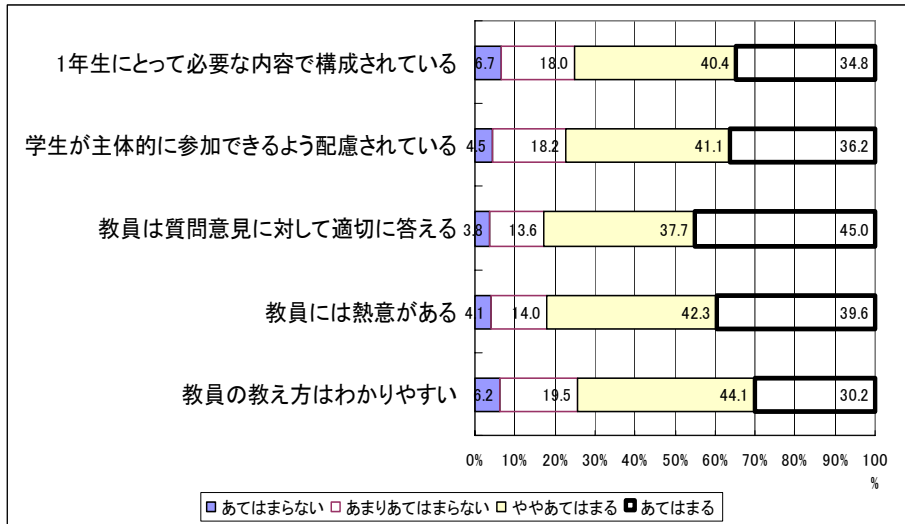 1年生にとって必要な内容で構成されている
6.7 18.0 40.4 34.8
学生が主体的に参加できるよう配慮されている
4.5 18.2 41.1 36.2
教員は質問意見に対して適切に答える
3.8 13.6 37.7 45.0
教員には熱意がある
4.1 14.0 42.3 39.6
教員の教え方はわかりやすい
6.2 19.5 44.1 30.2
0% 10% 20% 30% 40% 50% 60% 70% 80% 90% 100
%
あてはまらない あまりあてはまらない ややあてはまる あてはまる